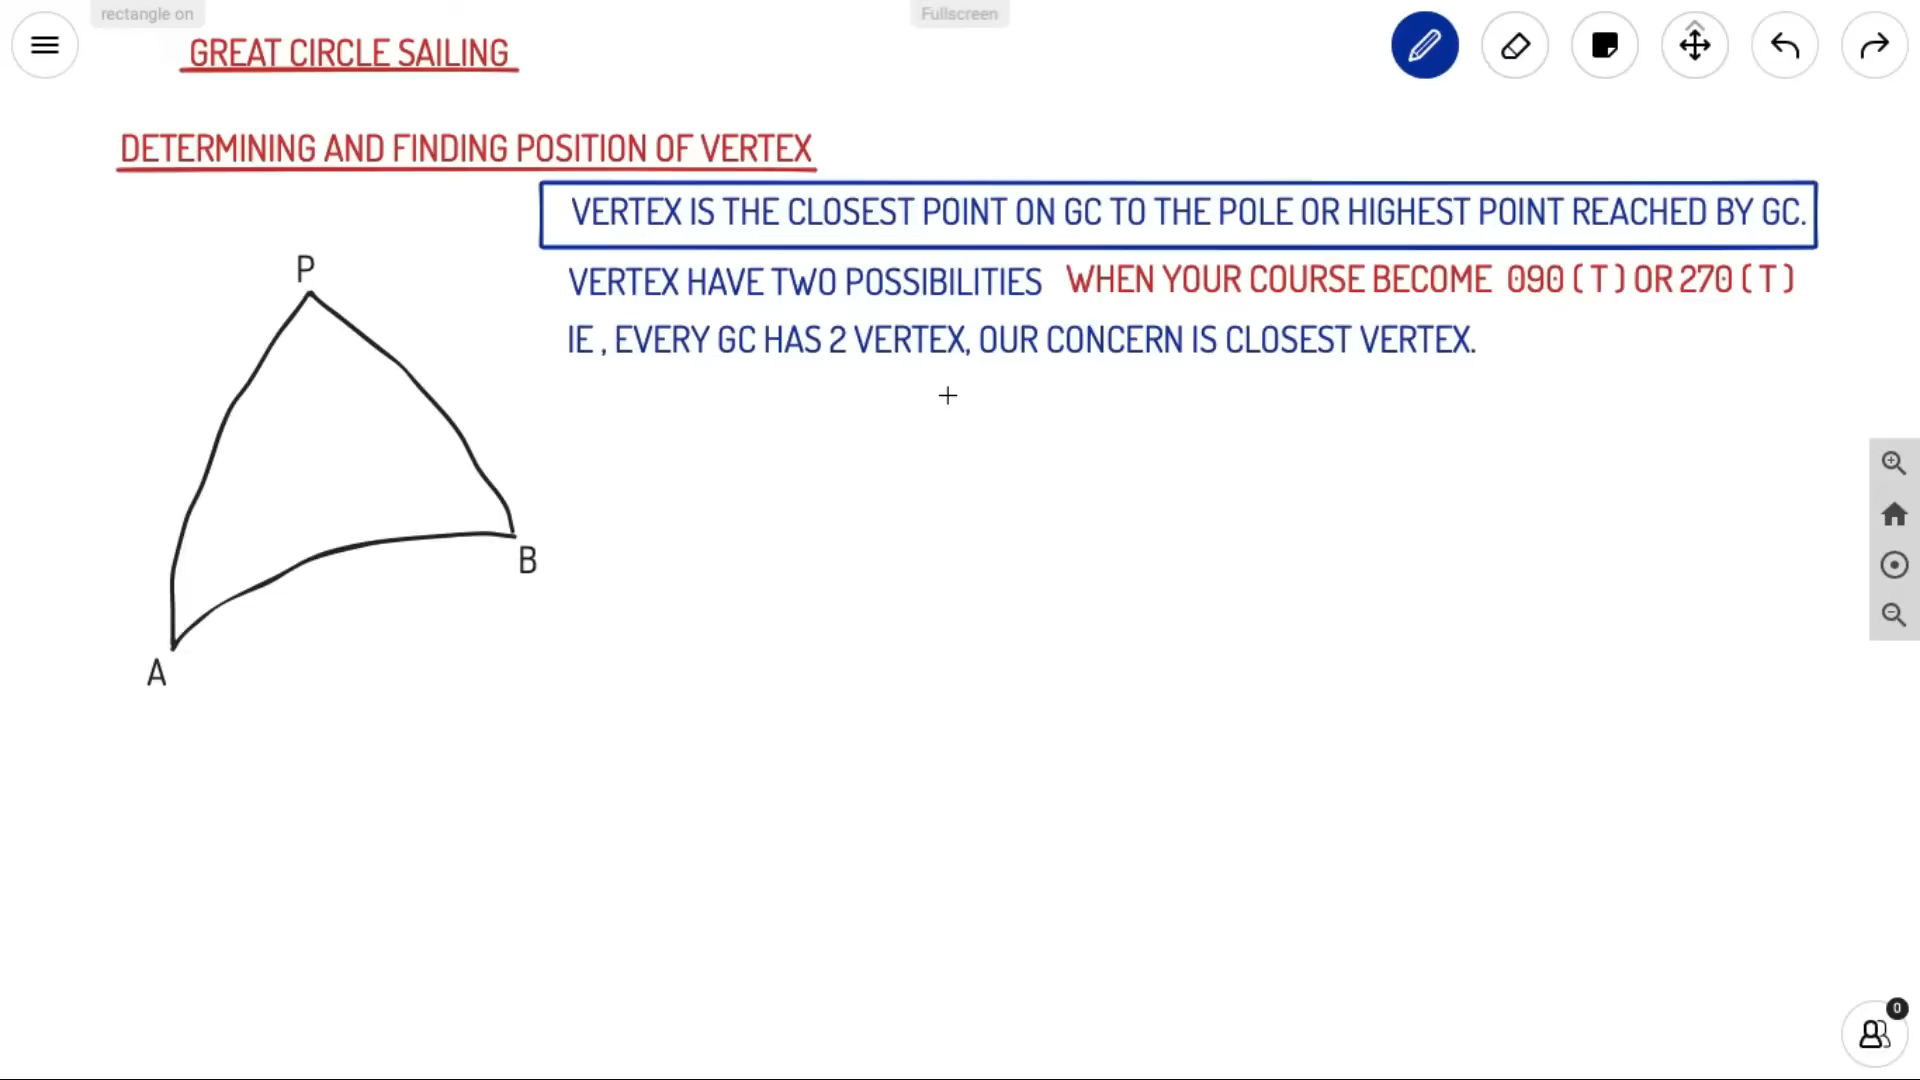 rectangle on
Fullscreen
GREAT CIRCLE SAILING
DETERMINING AND FINDING POSITION OF VERTEX
VERTEX IS THE CLOSEST POINT ON GC TO THE POLE OR HIGHEST POINT REACHED BY GC.
VERTEX HAVE TWO POSSIBILITIES WHEN YOUR COURSE BECOME 090 ( T ) OR 270 ( T )
IE , EVERY GC HAS 2 VERTEX, OUR CONCERN IS CLOSEST VERTEX.
P
B
A
0